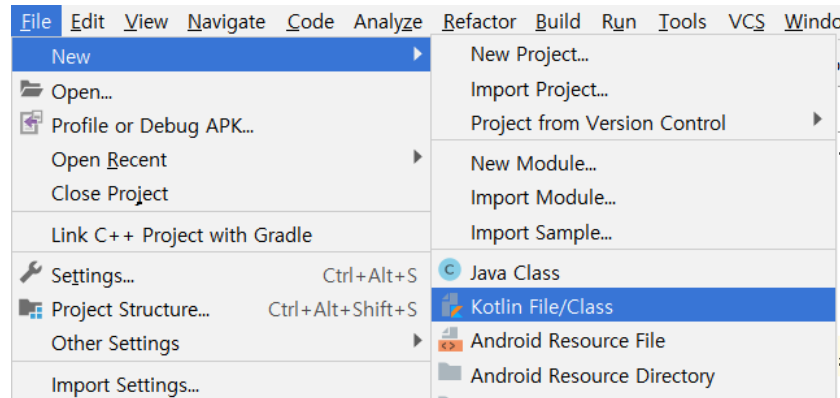 File Edit View Navigate Code Analyze Refactor Build Run Tools VCS
New
Open...
Profile or Debug APK...
Open Recent
Close Project
Link C++ Project with Gradle
Settings... Ctrl+Alt+S
Project Structure... Ctrl+Alt+Shift+S
Other Settings
Import Settings...
New Project...
Import Project...
Project from Version Control
New Module...
Import Module...
Import Sample...
C Java Class
Kotlin File/Class
Android Resource File
Android Resource Directory